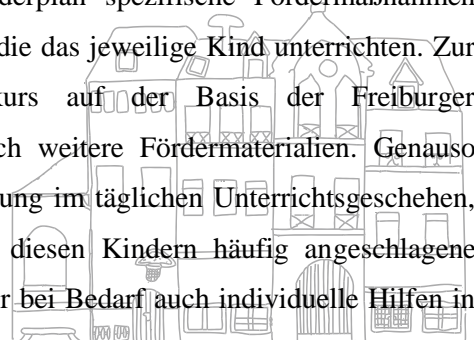 derplan spezifische Fördermaßnahmen
die das jeweilige Kind unterrichten. Zur
kurs auf der Basis der Freiburger
ch weitere Fördermaterialien. Genauso
ung im täglichen Unterrichtsgeschehen,
diesen Kindern häufig angeschlagene
r bei Bedarf auch individuelle Hilfen in